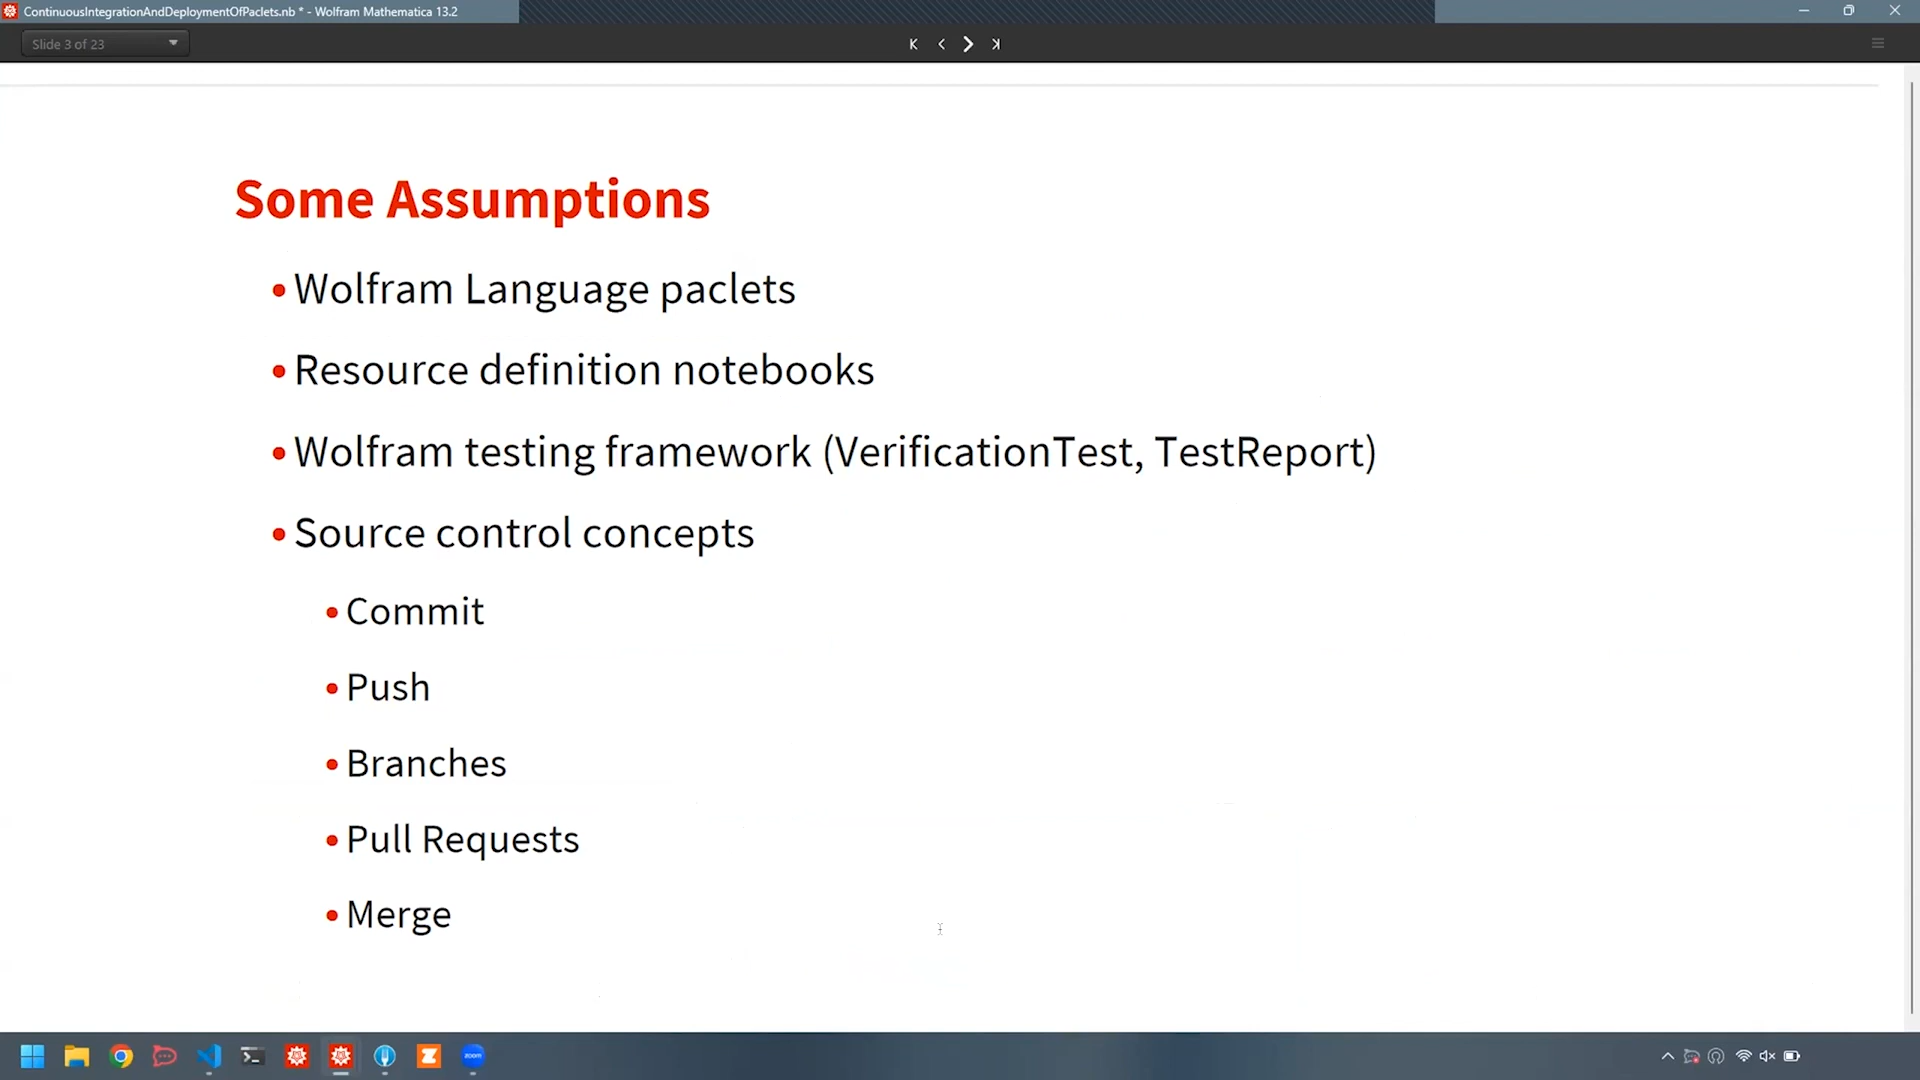 ContinuousIntegrationAndDeploymentOfPaclets.nb * - Wolfram Mathematica 13.2
Slide 3 of 23
Some Assumptions
• Wolfram Language paclets
• Resource definition notebooks
• Wolfram testing framework (VerificationTest, TestReport)
• Source control concepts
• Commit
• Push
• Branches
• Pull Requests
• Merge
zoom